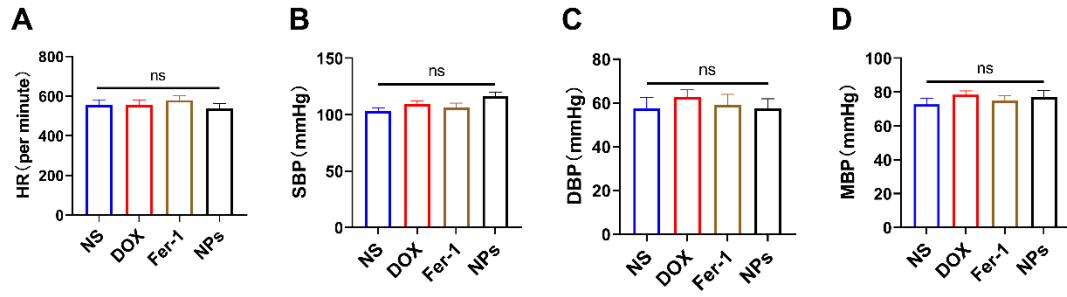 A
HR（per minute）
800
600
400
200
0
ns
NS
DOX
Fer-1
NPs
B
SBP（mmHg）
150
100
50
0
ns
NS
DOX
Fer-1
NPs
C
DBP（mmHg）
80
60
40
20
0
ns
NS
DOX
Fer-1
NPs
D
MBP（mmHg）
100
80
60
40
20
0
ns
NS
DOX
Fer-1
NPs